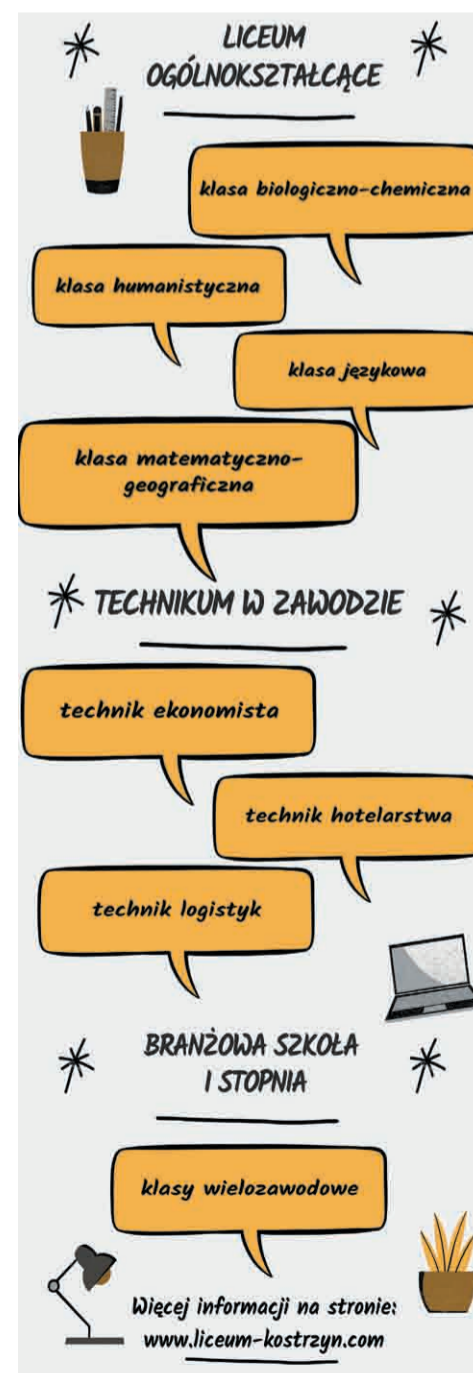 LICEUM
OGÓLNOKSZTAŁCĄCE
klasa biologiczno-chemiczna
klasa humanistyczna
klasa językowa
klasa matematyczno-
geograficzna
TECHNIKUM W ZAWODZIE
technik ekonomista
technik hotelarstwa
technik logistyk
BRANŻOWA SZKOŁA
I STOPNIA
klasy wielozawodowe
Więcej informacji na stronie:
www.liceum-kostrzyn.com